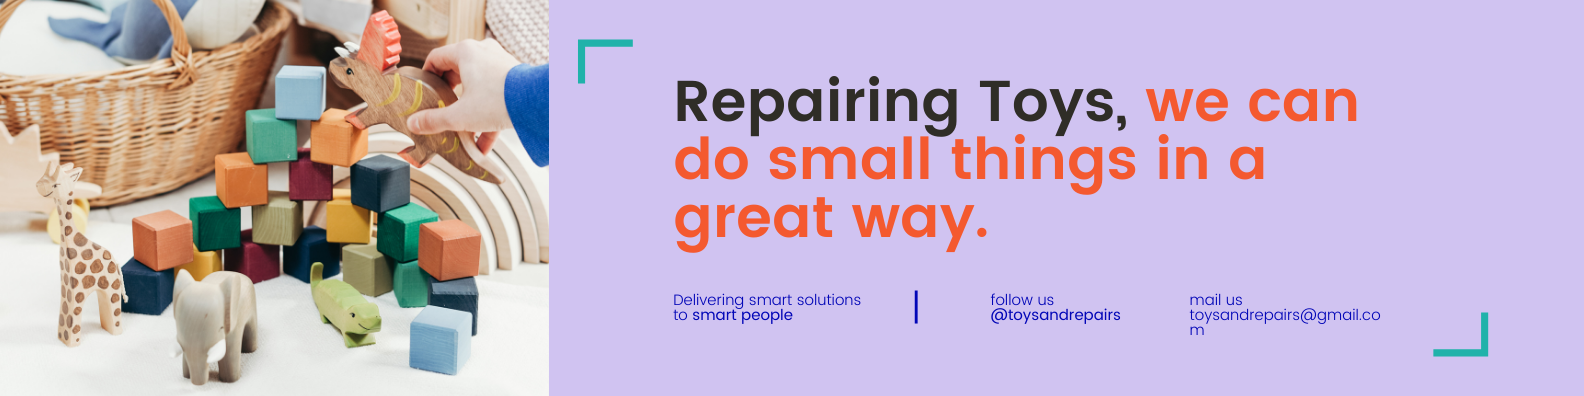 Repairing Toys, we can
do small things in a
great way.
Delivering smart solutions
to smart people
follow us
@toysandrepairs
mail us
toysandrepairs@gmail.co
m